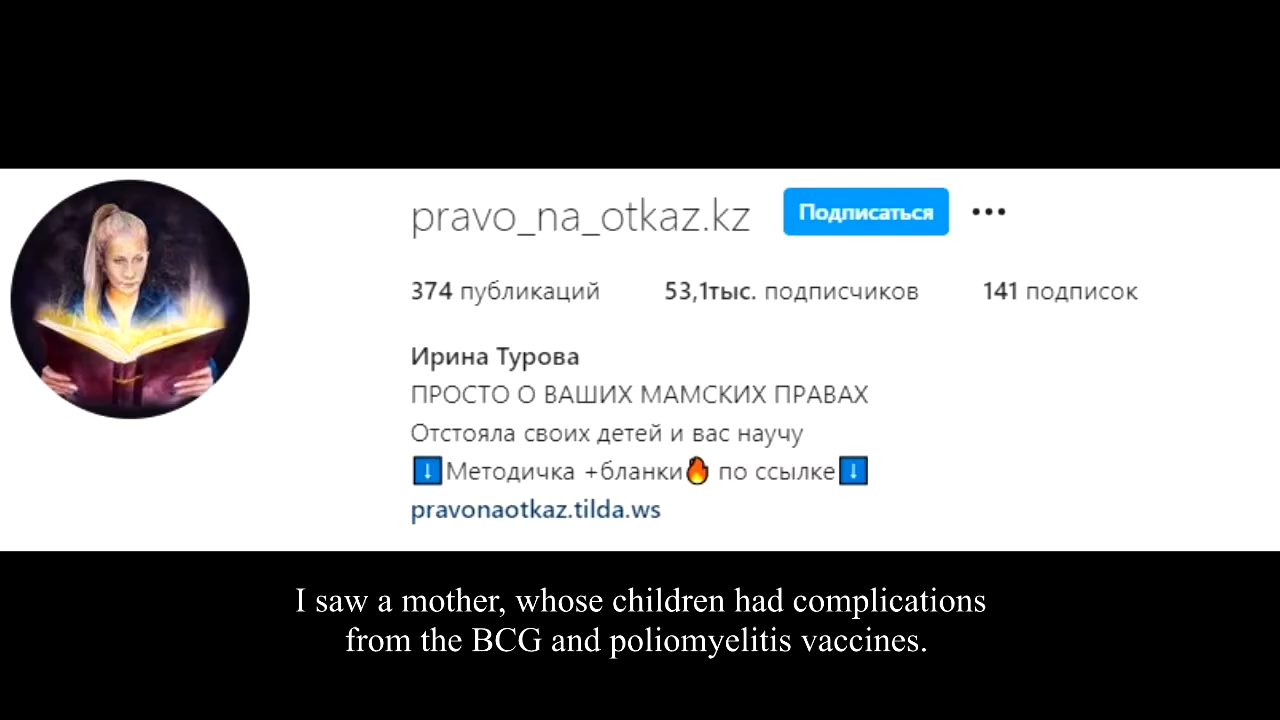 pravo_na_otkaz.kz Подписаться •••
374 публикаций 53,1тыс. подписчиков 141 подписок
Ирина Турова
ПРОСТО О ВАШИХ МАМСКИХ ПРАВАХ
Отстояла своих детей и вас научу
⬇️Методичка +бланки🔥 по ссылке⬇️
pravonaotkaz.tilda.ws
I saw a mother, whose children had complications
from the BCG and poliomyelitis vaccines.